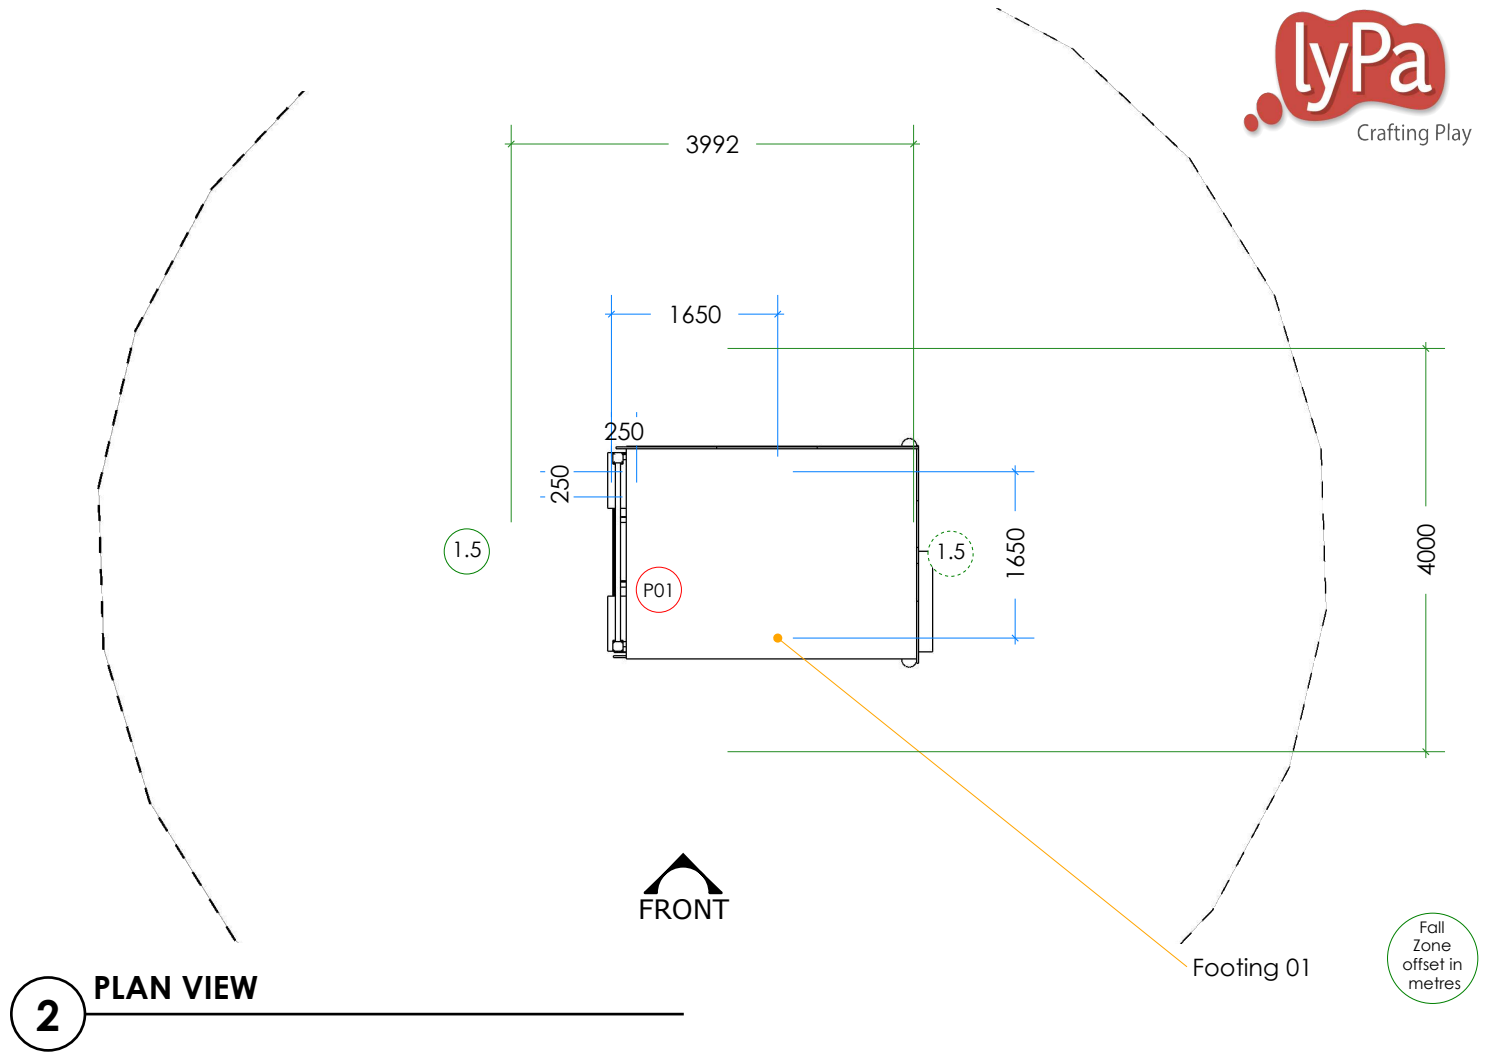 lyPa
Crafting Play
3992
1650
250
250
1.5
1.5
1650
4000
P01
FRONT
Footing 01
Fall
Zone
offset in
metres
PLAN VIEW
2